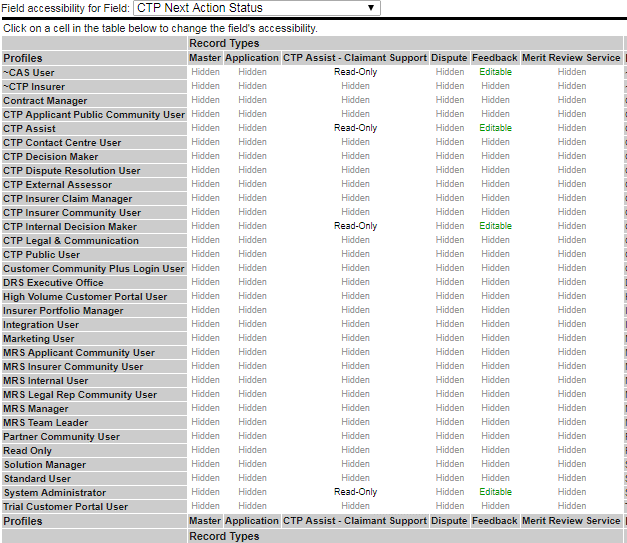 Field accessibility for Field: CTP Next Action Status
Click on a cell in the table below to change the field's accessibility.
Record Types
Profiles Master Application CTP Assist - Claimant Support Dispute Feedback Merit Review Service
~CAS User Hidden Hidden Read-Only Hidden Editable Hidden
~CTP Insurer Hidden Hidden Hidden Hidden Hidden Hidden
Contract Manager Hidden Hidden Hidden Hidden Hidden Hidden
CTP Applicant Public Community User Hidden Hidden Hidden Hidden Hidden Hidden
CTP Assist Hidden Hidden Read-Only Hidden Editable Hidden
CTP Contact Centre User Hidden Hidden Hidden Hidden Hidden Hidden
CTP Decision Maker Hidden Hidden Hidden Hidden Hidden Hidden
CTP Dispute Resolution User Hidden Hidden Hidden Hidden Hidden Hidden
CTP External Assessor Hidden Hidden Hidden Hidden Hidden Hidden
CTP Insurer Claim Manager Hidden Hidden Hidden Hidden Hidden Hidden
CTP Insurer Community User Hidden Hidden Hidden Hidden Hidden Hidden
CTP Internal Decision Maker Hidden Hidden Read-Only Hidden Editable Hidden
CTP Legal & Communication Hidden Hidden Hidden Hidden Hidden Hidden
CTP Public User Hidden Hidden Hidden Hidden Hidden Hidden
Customer Community Plus Login User Hidden Hidden Hidden Hidden Hidden Hidden
DRS Executive Office Hidden Hidden Hidden Hidden Hidden Hidden
High Volume Customer Portal User Hidden Hidden Hidden Hidden Hidden Hidden
Insurer Portfolio Manager Hidden Hidden Hidden Hidden Hidden Hidden
Integration User Hidden Hidden Hidden Hidden Hidden Hidden
Marketing User Hidden Hidden Hidden Hidden Hidden Hidden
MRS Applicant Community User Hidden Hidden Hidden Hidden Hidden Hidden
MRS Insurer Community User Hidden Hidden Hidden Hidden Hidden Hidden
MRS Internal User Hidden Hidden Hidden Hidden Hidden Hidden
MRS Legal Rep Community User Hidden Hidden Hidden Hidden Hidden Hidden
MRS Manager Hidden Hidden Hidden Hidden Hidden Hidden
MRS Team Leader Hidden Hidden Hidden Hidden Hidden Hidden
Partner Community User Hidden Hidden Hidden Hidden Hidden Hidden
Read Only Hidden Hidden Hidden Hidden Hidden Hidden
Solution Manager Hidden Hidden Hidden Hidden Hidden Hidden
Standard User Hidden Hidden Hidden Hidden Hidden Hidden
System Administrator Hidden Hidden Read-Only Hidden Editable Hidden
Trial Customer Portal User Hidden Hidden Hidden Hidden Hidden Hidden
Profiles Master Application CTP Assist - Claimant Support Dispute Feedback Merit Review Service
Record Types